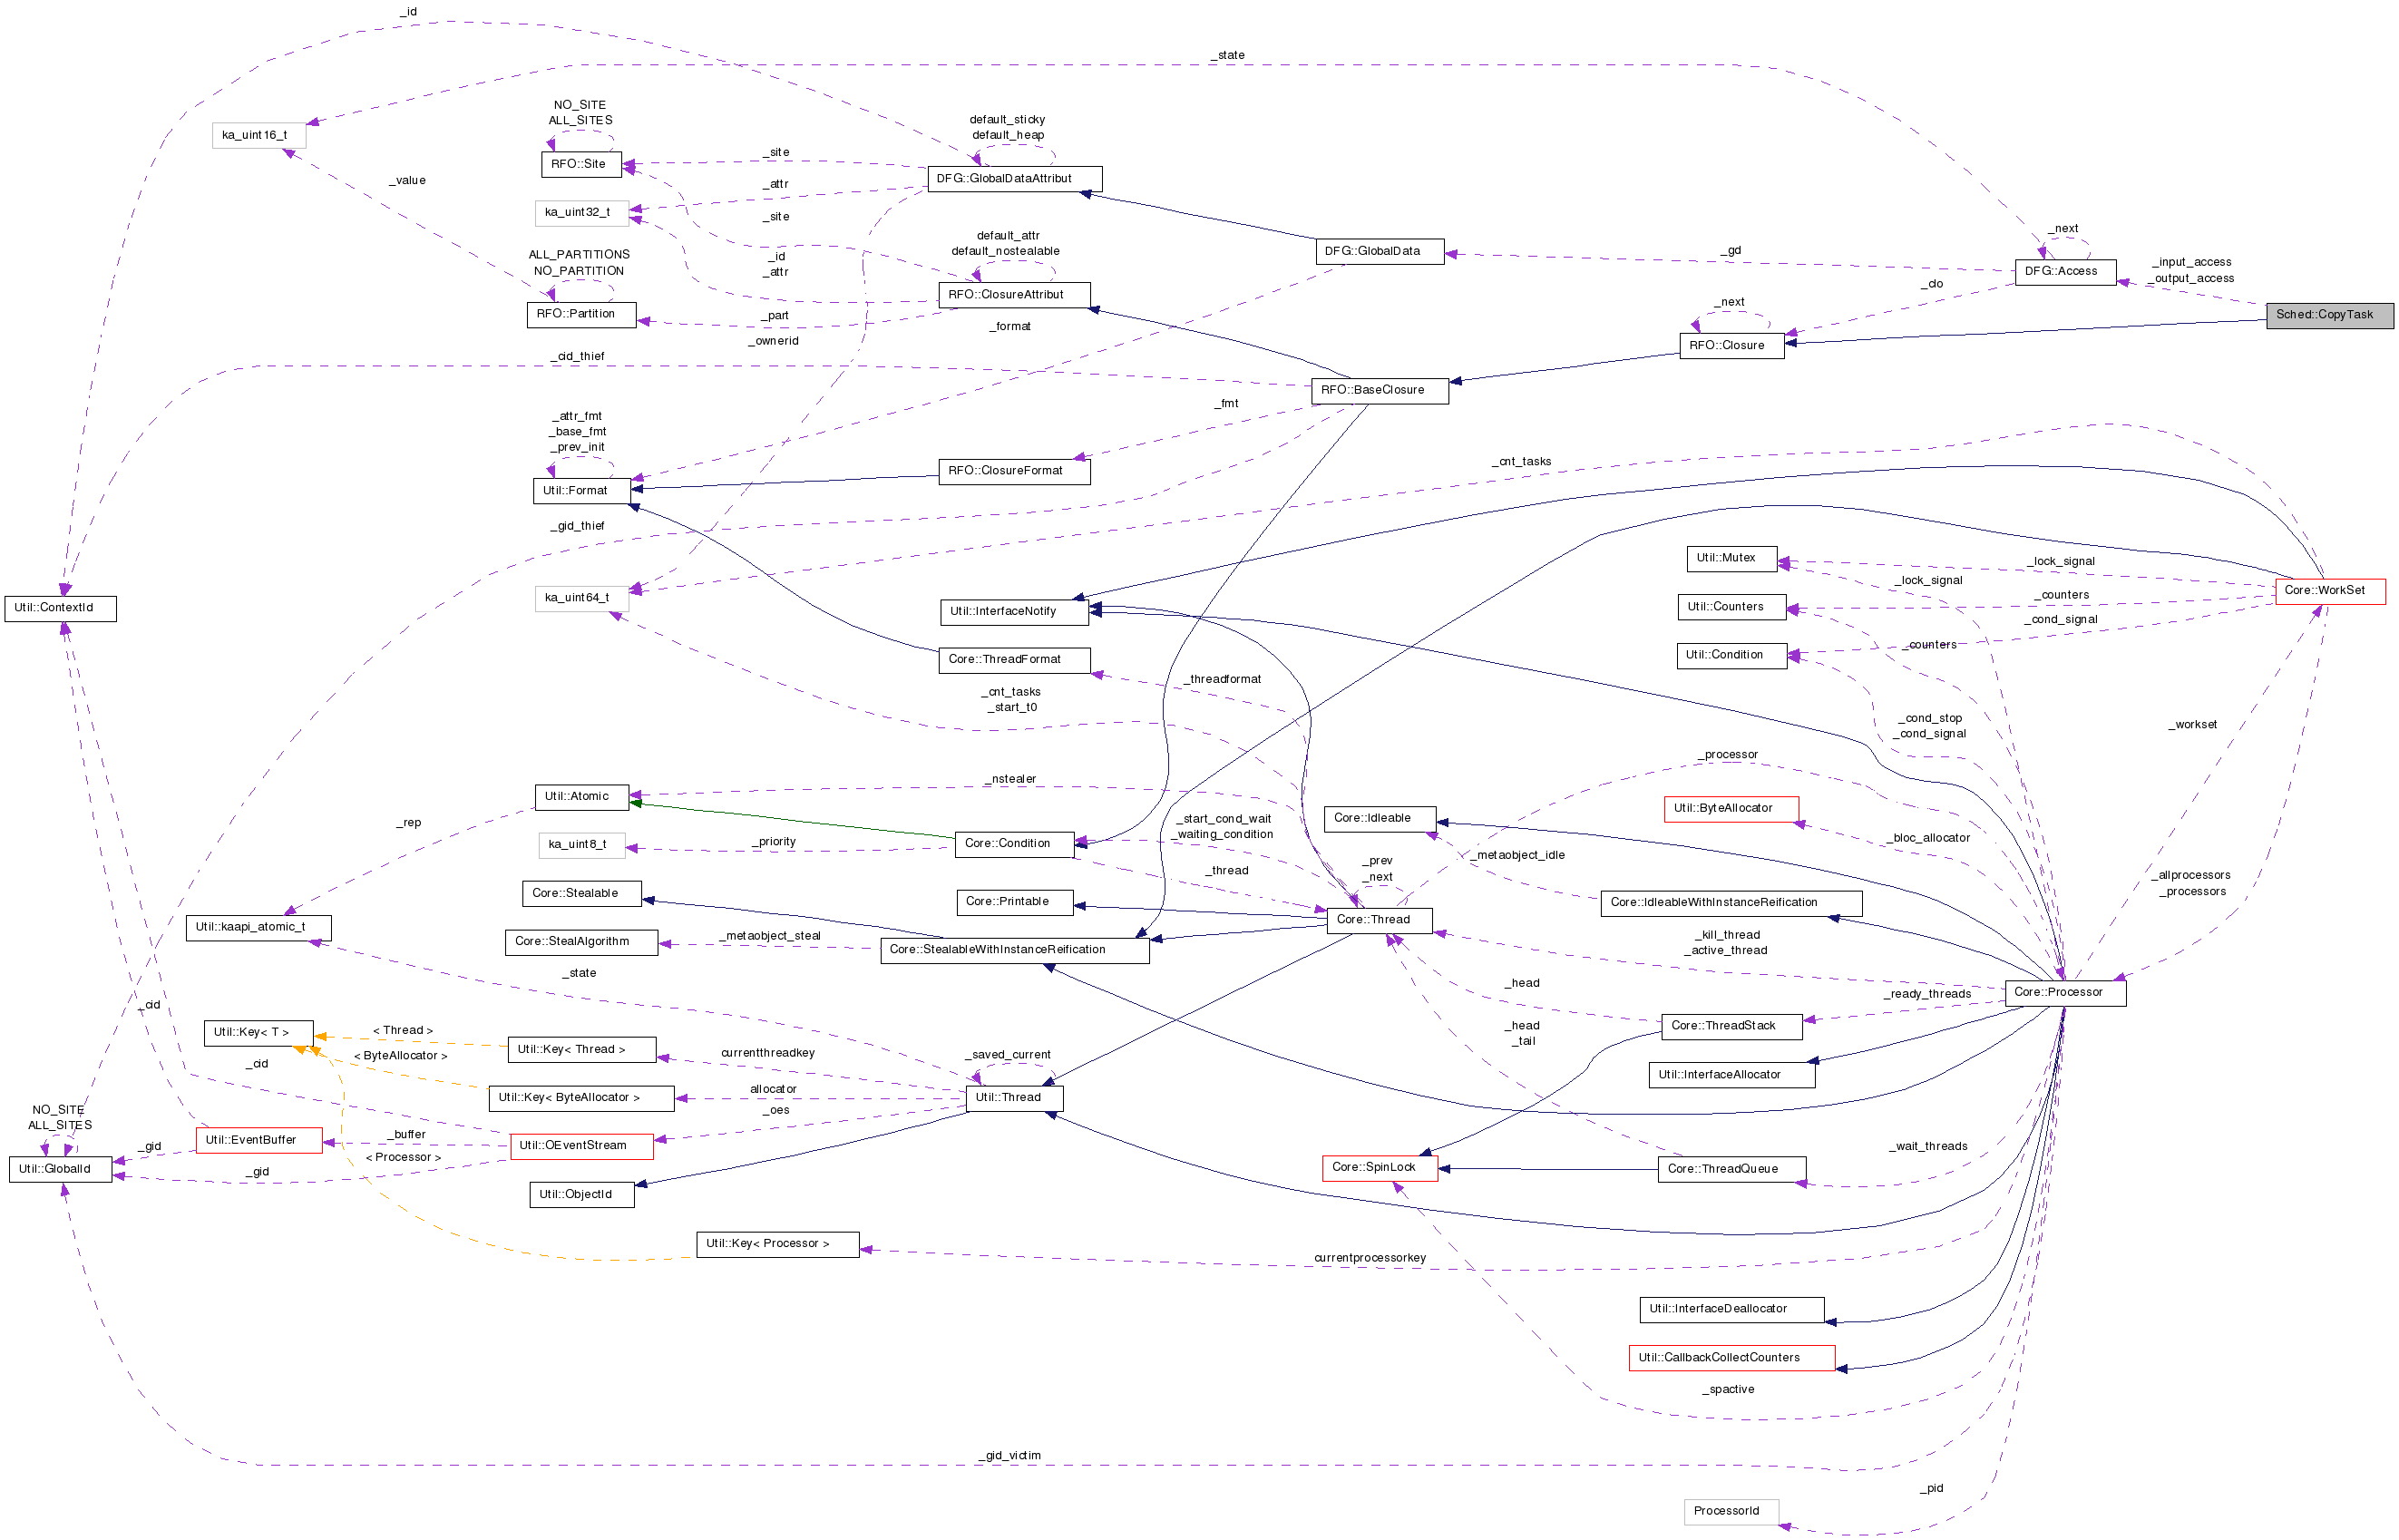 _id
_state
NO_SITE
ALL_SITES
ka_uint16_t
default_sticky
default_heap
_site
RFO::Site
_value
_attr
DFG::GlobalDataAttribut
ka_uint32_t
_site
_next
default_attr
default_nostealable
ALL_PARTITIONS
NO_PARTITION
_id
_attr
DFG::GlobalData
_gd
DFG::Access
_input_access
_output_access
_clo
RFO::ClosureAttribut
RFO::Partition
_part
_next
Sched::CopyTask
_format
_ownerid
RFO::Closure
_cid_thief
RFO::BaseClosure
_fmt
_attr_fmt
_base_fmt
_prev_init
_cnt_tasks
RFO::ClosureFormat
Util::Format
_gid_thief
Util::Mutex
_lock_signal
_lock_signal
Core::WorkSet
ka_uint64_t
_counters
Util::ContextId
Util::InterfaceNotify
Util::Counters
_cond_signal
_counters
Util::Condition
Core::ThreadFormat
_threadformat
_cnt_tasks
_start_t0
_cond_stop
_cond_signal
_workset
_processor
_nstealer
Util::Atomic
Util::ByteAllocator
Core::Idleable
_rep
_start_cond_wait
_waiting_condition
_bloc_allocator
ka_uint8_t
_priority
Core::Condition
_metaobject_idle
_prev
_next
_thread
_allprocessors
_processors
Core::Stealable
Core::Printable
Core::IdleableWithInstanceReification
Core::Thread
Util::kaapi_atomic_t
Core::StealAlgorithm
_metaobject_steal
Core::StealableWithInstanceReification
_kill_thread
_active_thread
_state
_head
Core::Processor
_ready_threads
_cid
Util::Key< T >
< Thread >
_head
_tail
Core::ThreadStack
Util::Key< Thread >
currentthreadkey
_saved_current
< ByteAllocator >
_cid
Util::InterfaceAllocator
allocator
Util::Key< ByteAllocator >
Util::Thread
NO_SITE
ALL_SITES
_oes
Util::EventBuffer
_buffer
Util::OEventStream
_gid
_wait_threads
< Processor >
Util::GlobalId
_gid
Core::SpinLock
Core::ThreadQueue
Util::ObjectId
Util::Key< Processor >
currentprocessorkey
Util::InterfaceDeallocator
Util::CallbackCollectCounters
_spactive
_gid_victim
_pid
ProcessorId